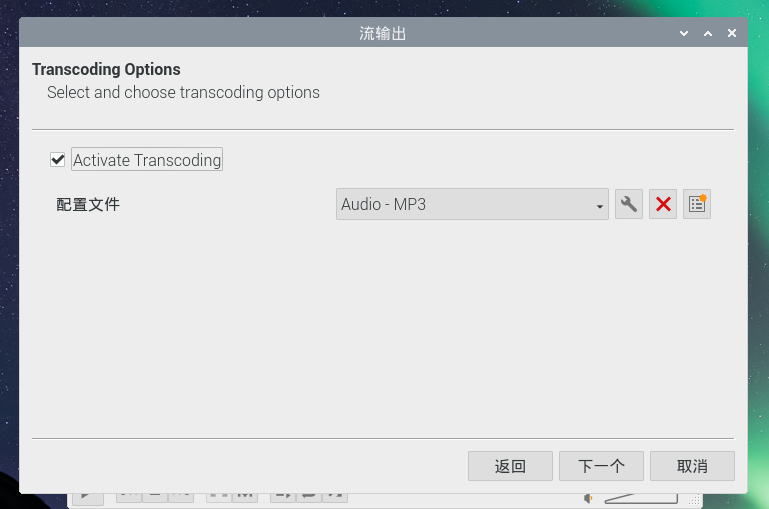 流输出
Transcoding Options
Select and choose transcoding options
Activate Transcoding
配置文件
Audio - MP3
返回
下一个
取消